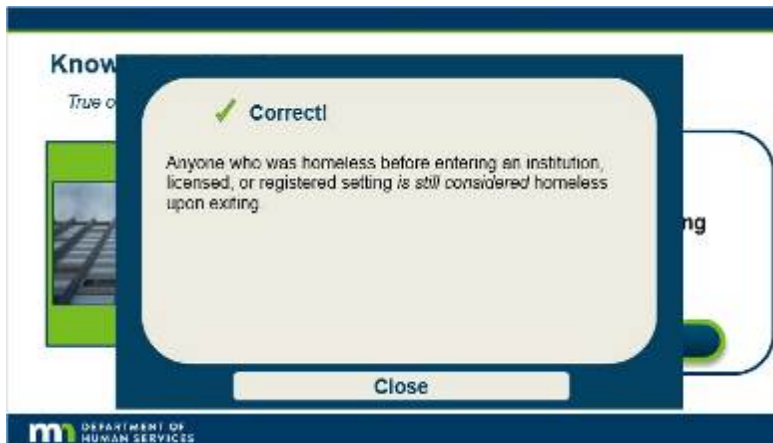 Know
True o
Correct!
Anyone who was homeless before entering an institution,
licensed, or registered setting is still considered homeless
upon exiting.
ng
Close
DEPARTMENT OF
HUMAN SERVICES